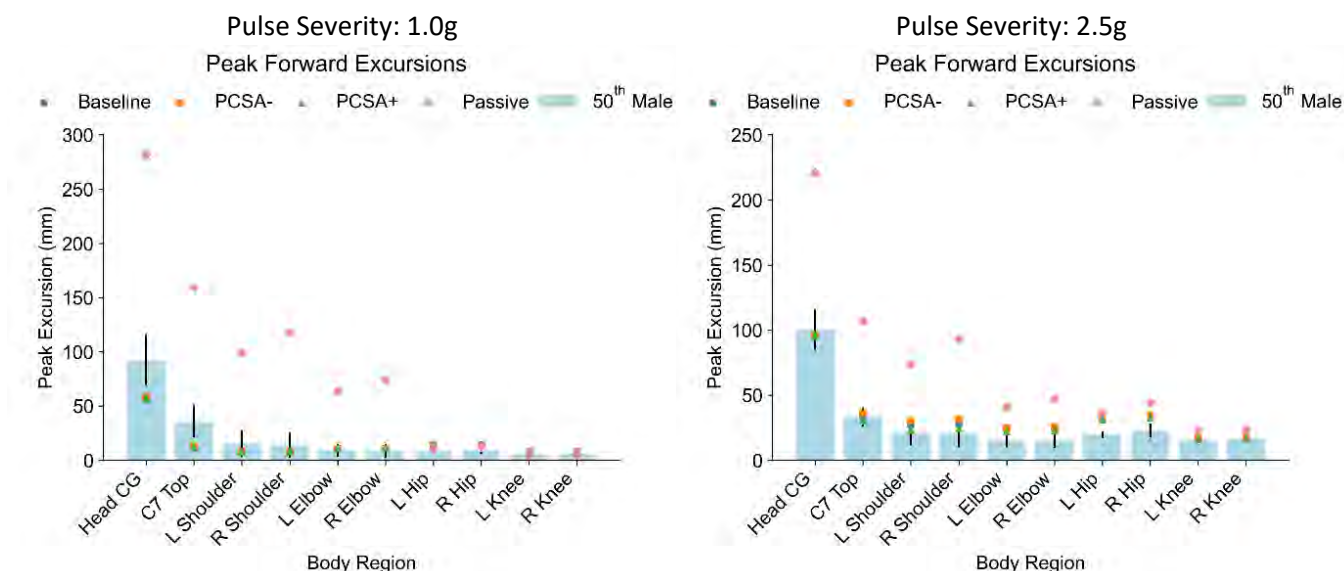 Pulse Severity: 1.0g
Peak Forward Excursions
Baseline PCSA- PCSA+ Passive 50th Male
300
250
200
150
100
50
0
Peak Excursion (mm)
Head CG
C7 Top
L Shoulder
R Shoulder
L Elbow
R Elbow
L Hip
R Hip
L Knee
R Knee
Body Region
Pulse Severity: 2.5g
Peak Forward Excursions
Baseline PCSA- PCSA+ Passive 50th Male
250
200
150
100
50
0
Peak Excursion (mm)
Head CG
C7 Top
L Shoulder
R Shoulder
L Elbow
R Elbow
L Hip
R Hip
L Knee
R Knee
Body Region